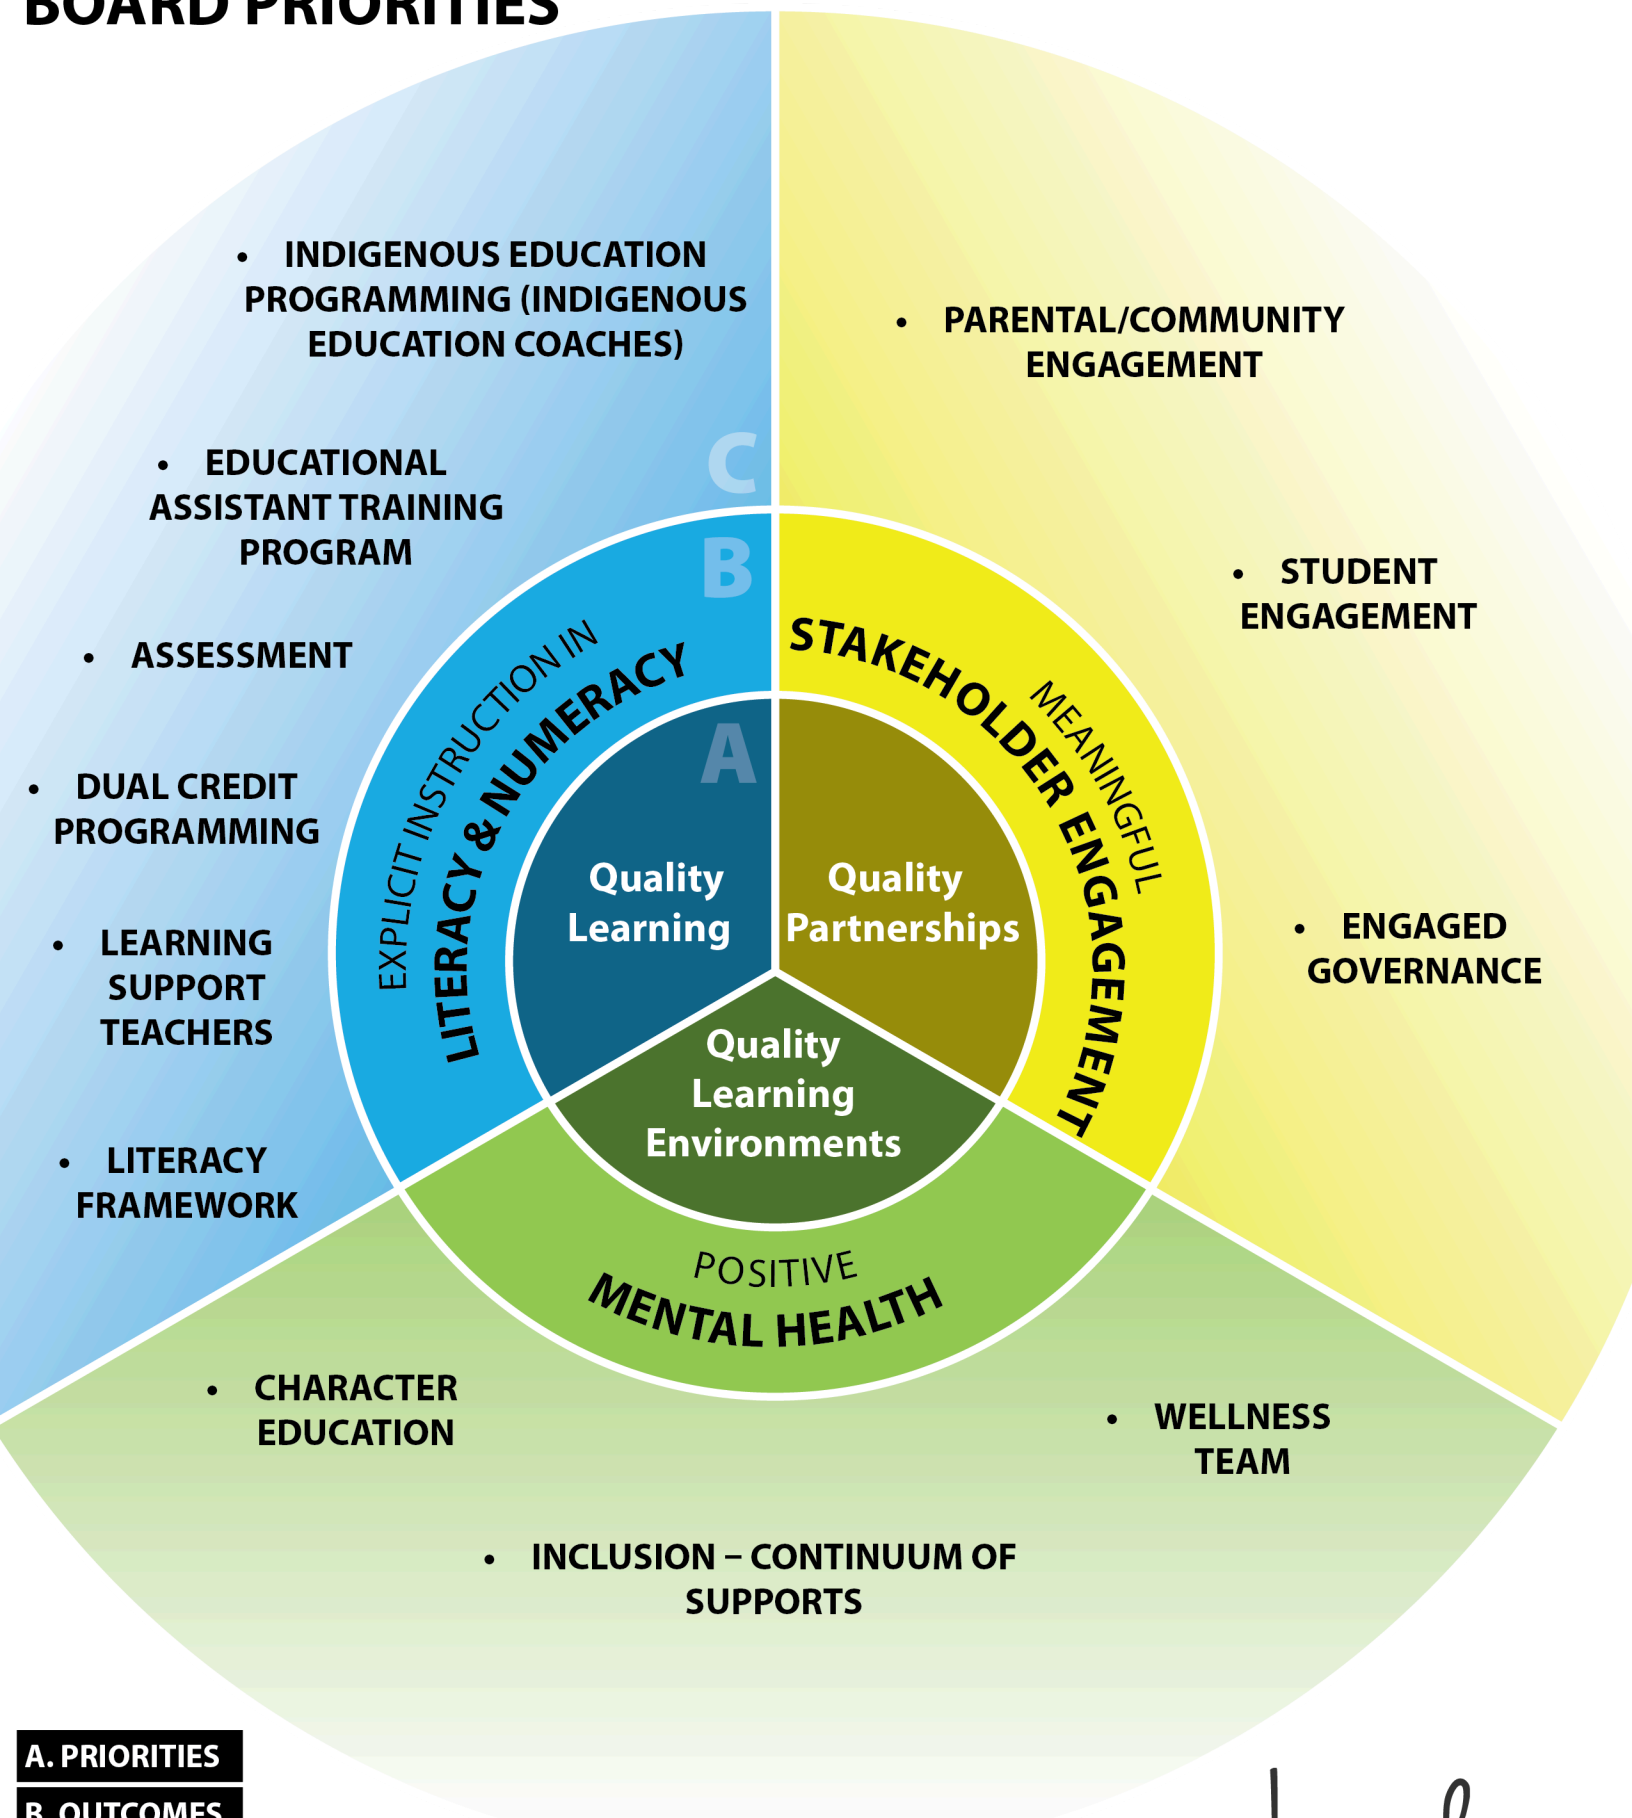 BOARD PRIORITIES
• INDIGENOUS EDUCATION
PROGRAMMING (INDIGENOUS
EDUCATION COACHES)
• EDUCATIONAL
ASSISTANT TRAINING
PROGRAM
• ASSESSMENT
• DUAL CREDIT
PROGRAMMING
• LEARNING
SUPPORT
TEACHERS
• LITERACY
FRAMEWORK
C
B
A
EXPLICIT INSTRUCTION IN
LITERACY & NUMERACY
Quality
Learning
• PARENTAL/COMMUNITY
ENGAGEMENT
• STUDENT
ENGAGEMENT
• ENGAGED
GOVERNANCE
MEANINGFUL
STAKEHOLDER ENGAGEMENT
Quality
Partnerships
Quality
Learning
Environments
POSITIVE
MENTAL HEALTH
• CHARACTER
EDUCATION
• WELLNESS
TEAM
• INCLUSION – CONTINUUM OF
SUPPORTS
A. PRIORITIES
B. OUTCOMES